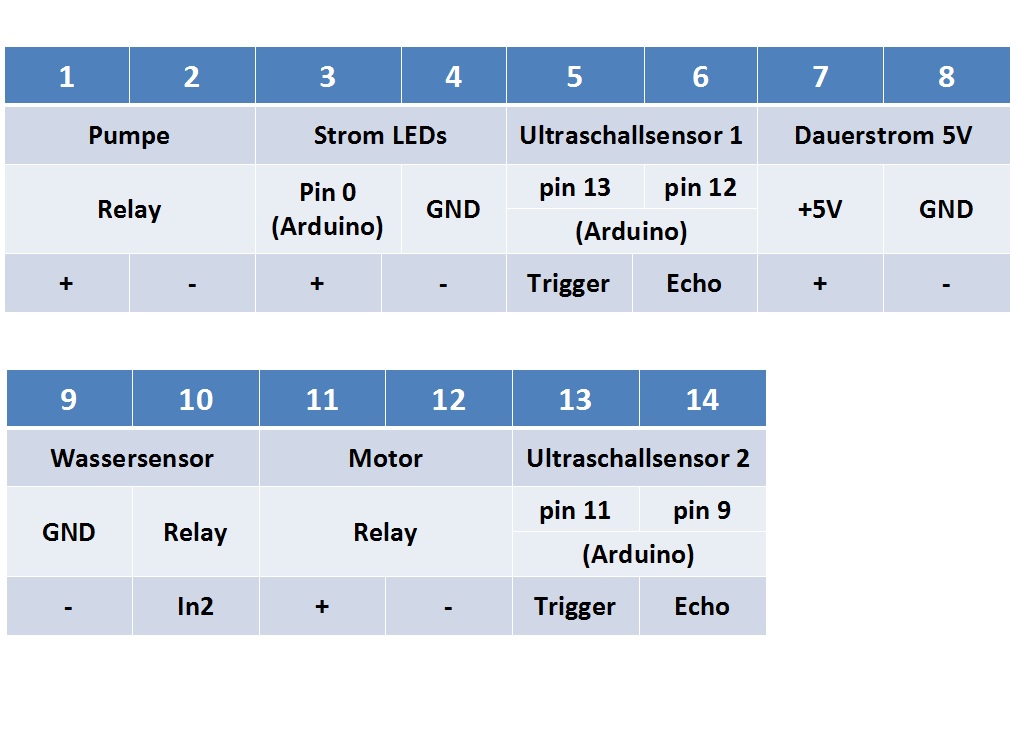 1 2 3 4 5 6 7 8
Pumpe Strom LEDs Ultraschallsensor 1 Dauerstrom 5V
Relay Pin 0 (Arduino) GND pin 13 pin 12 (Arduino) +5V GND
+ - + - Trigger Echo + -
9 10 11 12 13 14
Wassersensor Motor Ultraschallsensor 2
GND Relay Relay pin 11 pin 9 (Arduino)
- In2 + - Trigger Echo